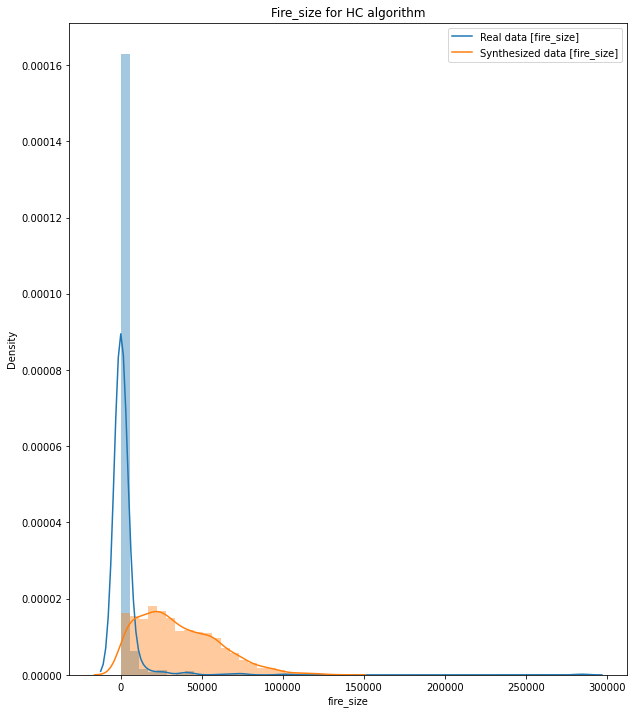 Fire_size for HC algorithm
Real data [fire_size]
Synthesized data [fire_size]
0.00016
0.00014
0.00012
0.00010
0.00008
0.00006
0.00004
0.00002
0.00000
Density
0 50000 100000 150000 200000 250000 300000
fire_size